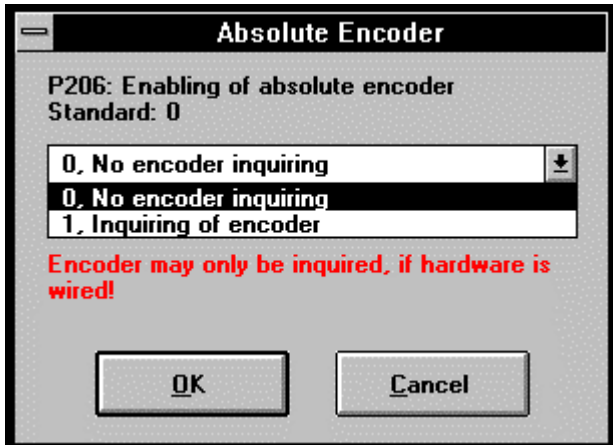 Absolute Encoder
P206: Enabling of absolute encoder
Standard: 0
0, No encoder inquiring
0, No encoder inquiring
1, Inquiring of encoder
Encoder may only be inquired, if hardware is
wired!
OK
Cancel